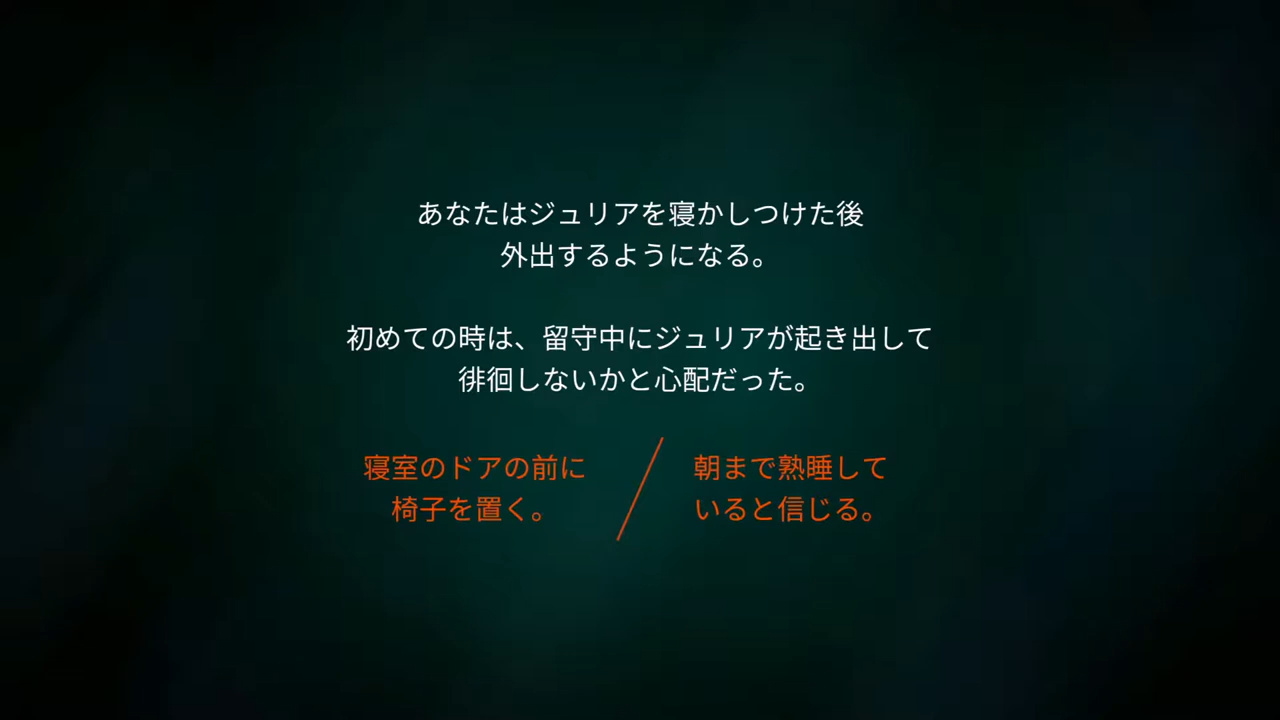 あなたはジュリアを寝かしつけた後
外出するようになる。
初めての時は、留守中にジュリアが起き出して
徘徊しないかと心配だった。
寝室のドアの前に
椅子を置く。
朝まで熟睡して
いると信じる。